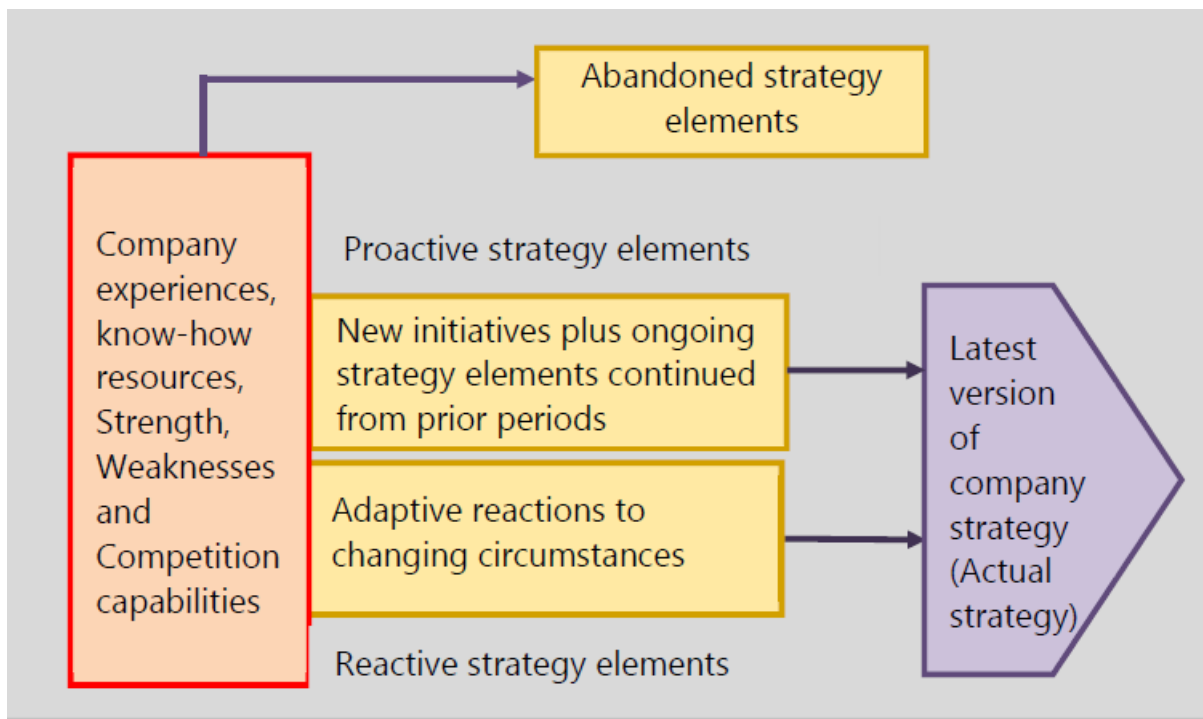 Abandoned strategy
elements
Company
experiences,
know-how
resources,
Strength,
Weaknesses
and
Competition
capabilities
Proactive strategy elements
New initiatives plus ongoing
strategy elements continued
from prior periods
Adaptive reactions to
changing circumstances
Reactive strategy elements
Latest
version
of
company
strategy
(Actual
strategy)